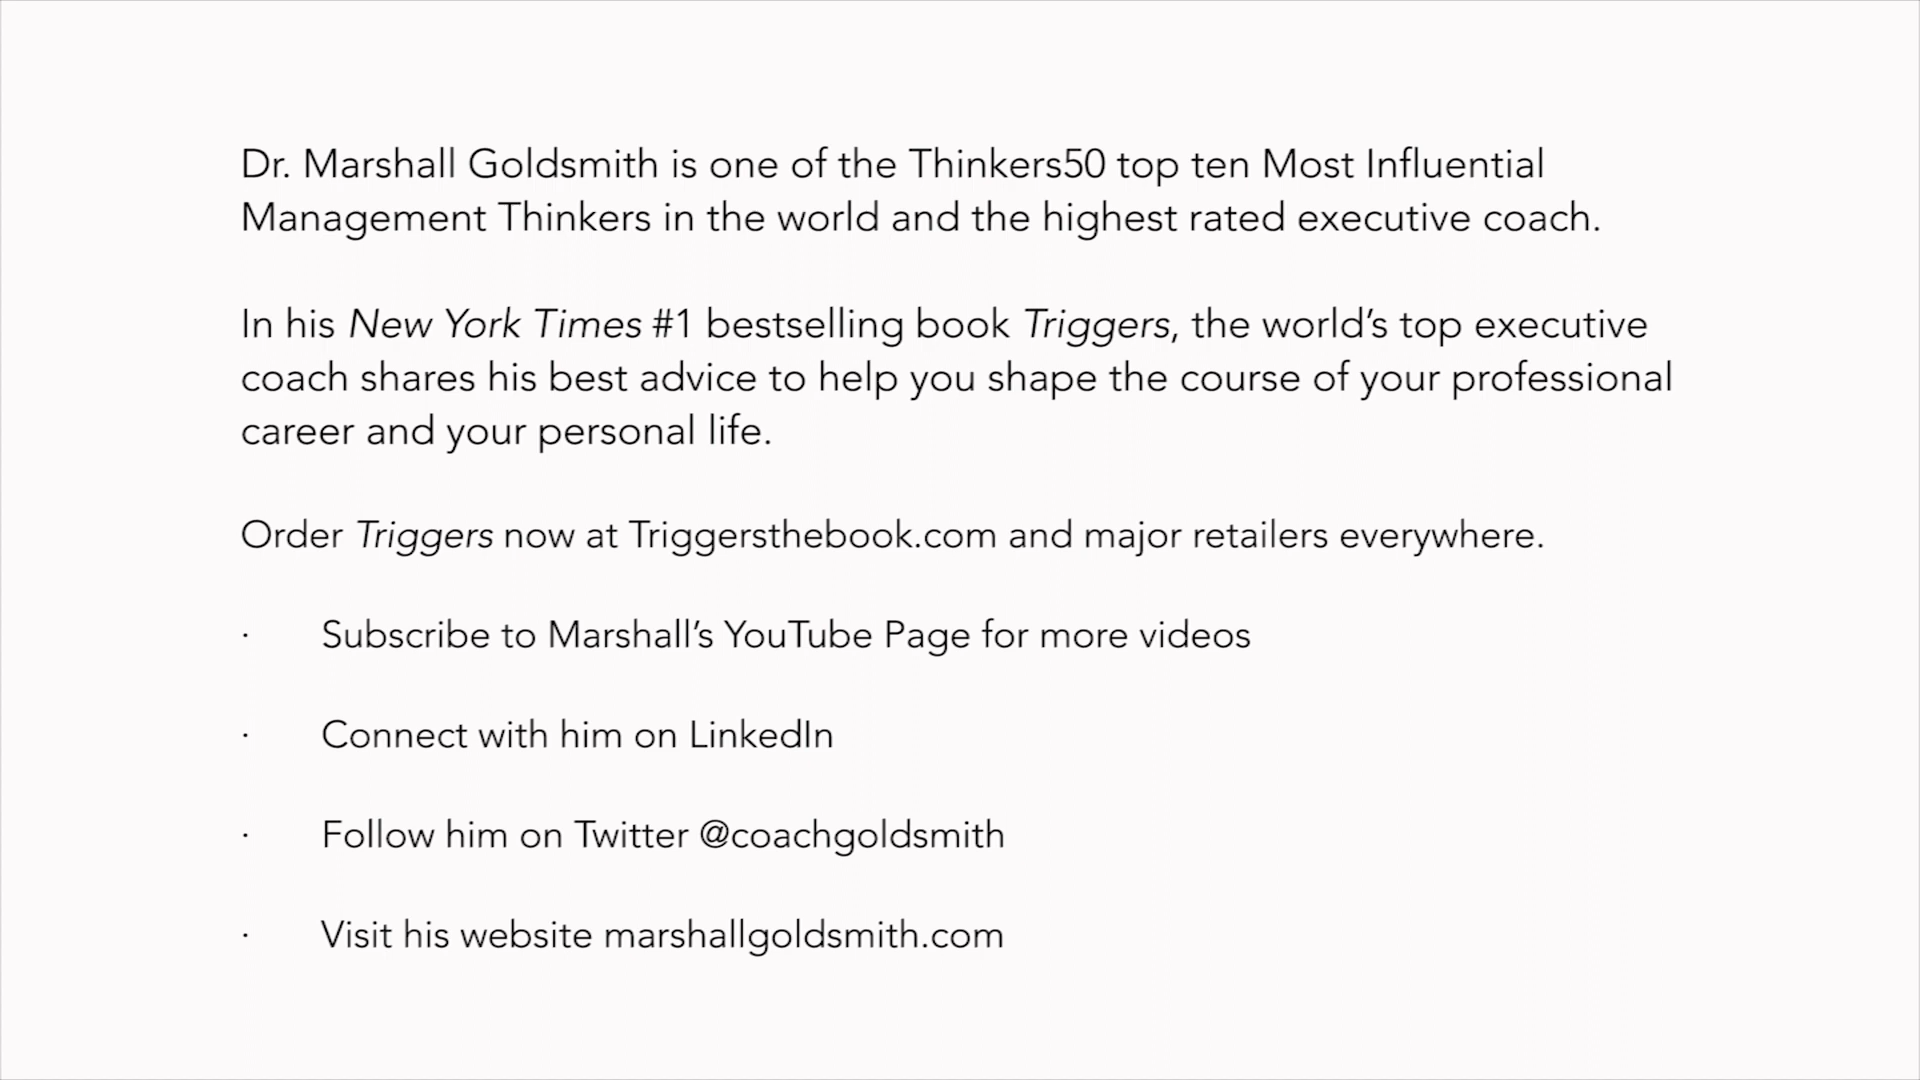 Dr. Marshall Goldsmith is one of the Thinkers50 top ten Most Influential
Management Thinkers in the world and the highest rated executive coach.
In his New York Times #1 bestselling book Triggers, the world’s top executive
coach shares his best advice to help you shape the course of your professional
career and your personal life.
Order Triggers now at Triggersthebook.com and major retailers everywhere.
· Subscribe to Marshall’s YouTube Page for more videos
· Connect with him on LinkedIn
· Follow him on Twitter @coachgoldsmith
· Visit his website marshallgoldsmith.com